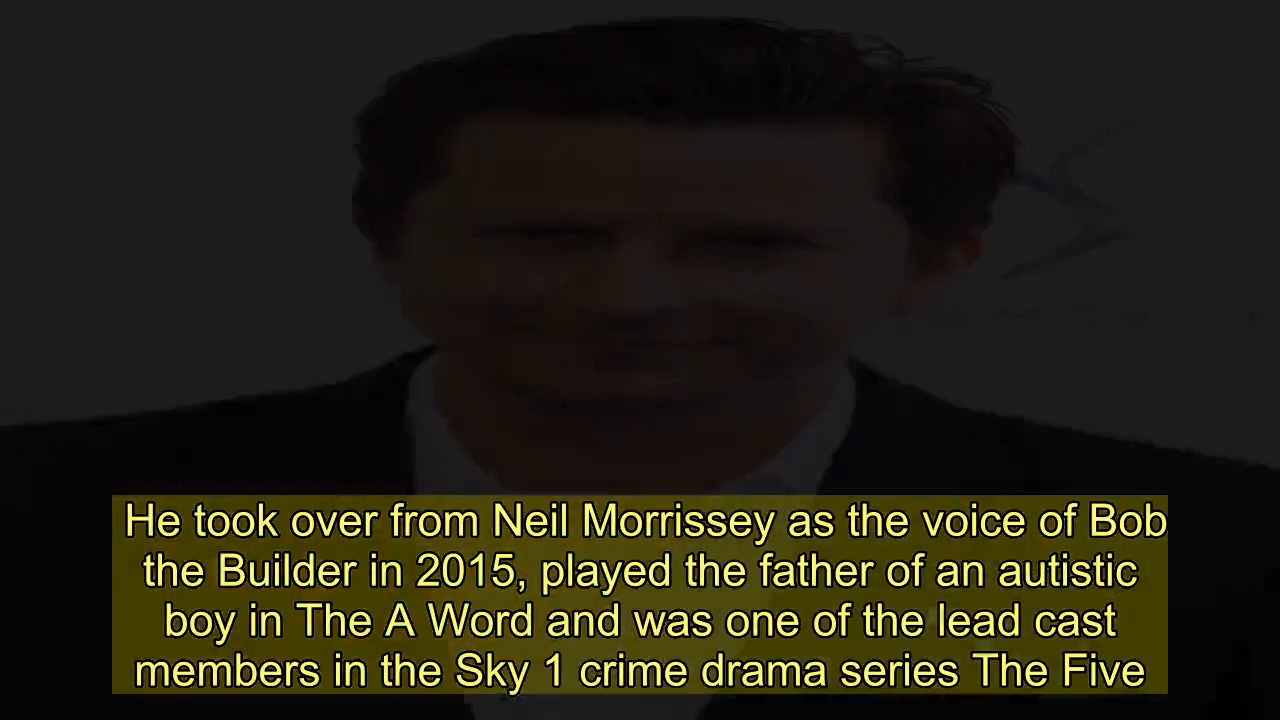 He took over from Neil Morrissey as the voice of Bob
the Builder in 2015, played the father of an autistic
boy in The A Word and was one of the lead cast
members in the Sky 1 crime drama series The Five